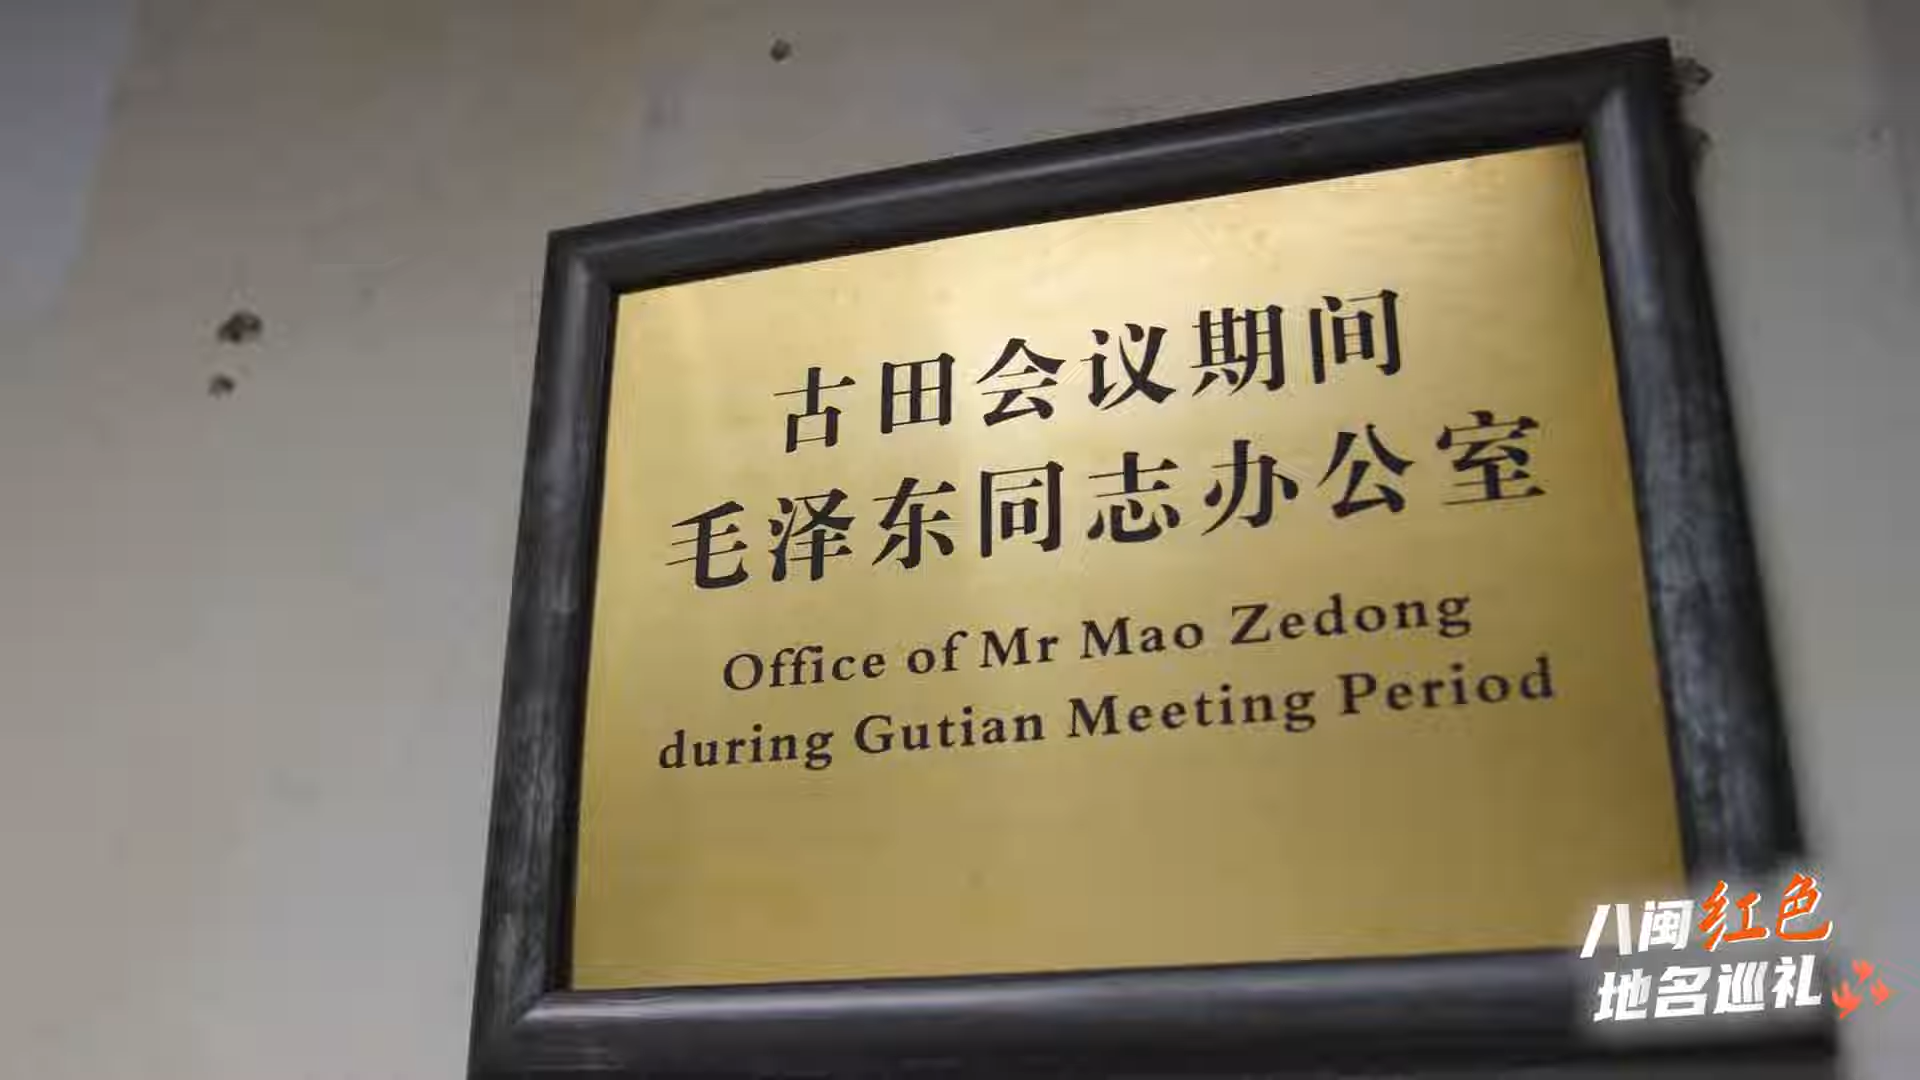 古田会议期间
毛泽东同志办公室
Office of Mr Mao Zedong
during Gutian Meeting Period
八闽红色
地名巡礼